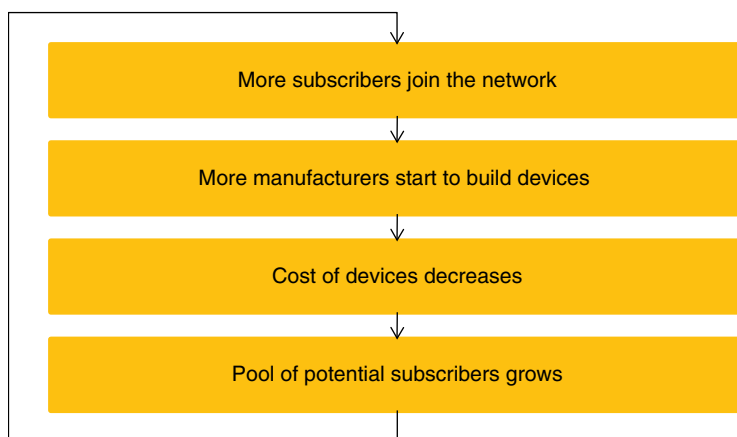 More subscribers join the network
More manufacturers start to build devices
Cost of devices decreases
Pool of potential subscribers grows